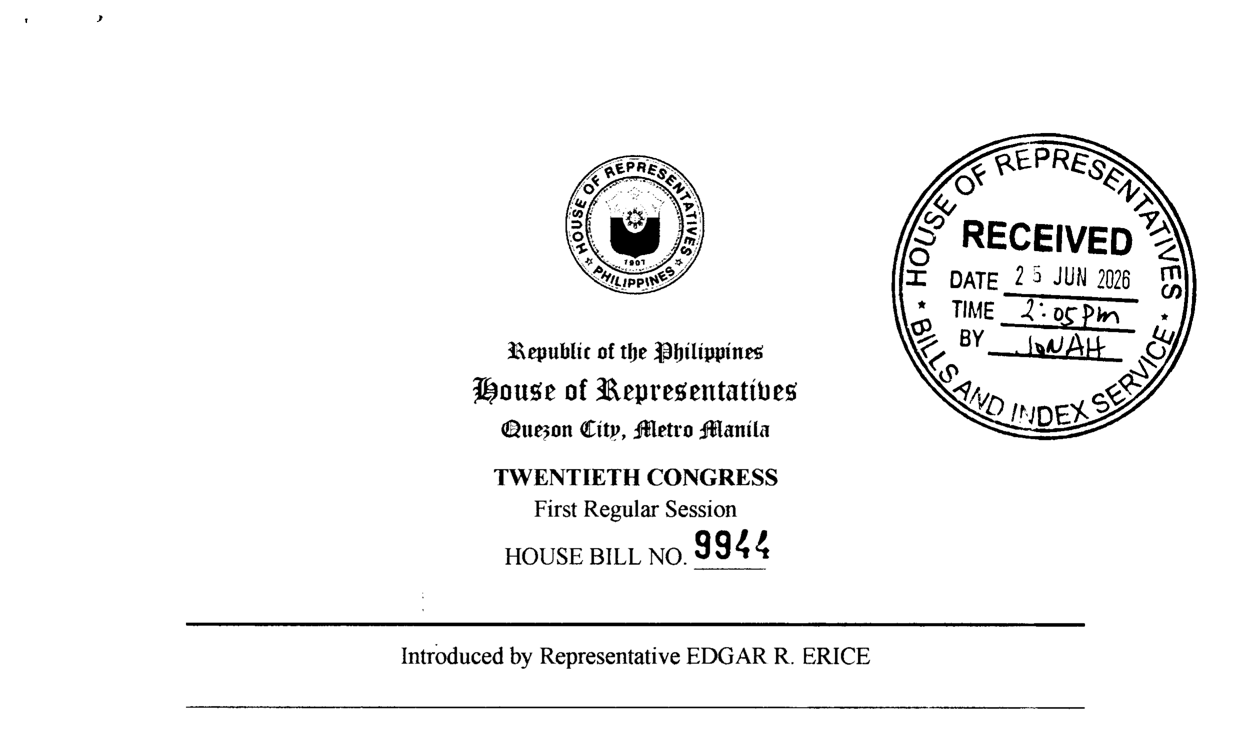 HOUSE OF REPRESENTATIVES
1907
PHILIPPINES
HOUSE OF REPRESENTATIVES
RECEIVED
DATE 25 JUN 2026
TIME 2:05 pm
BY JONAH
BILLS AND INDEX SERVICE
Republic of the Philippines
House of Representatives
Quezon City, Metro Manila
TWENTIETH CONGRESS
First Regular Session
HOUSE BILL NO. 9944
Introduced by Representative EDGAR R. ERICE